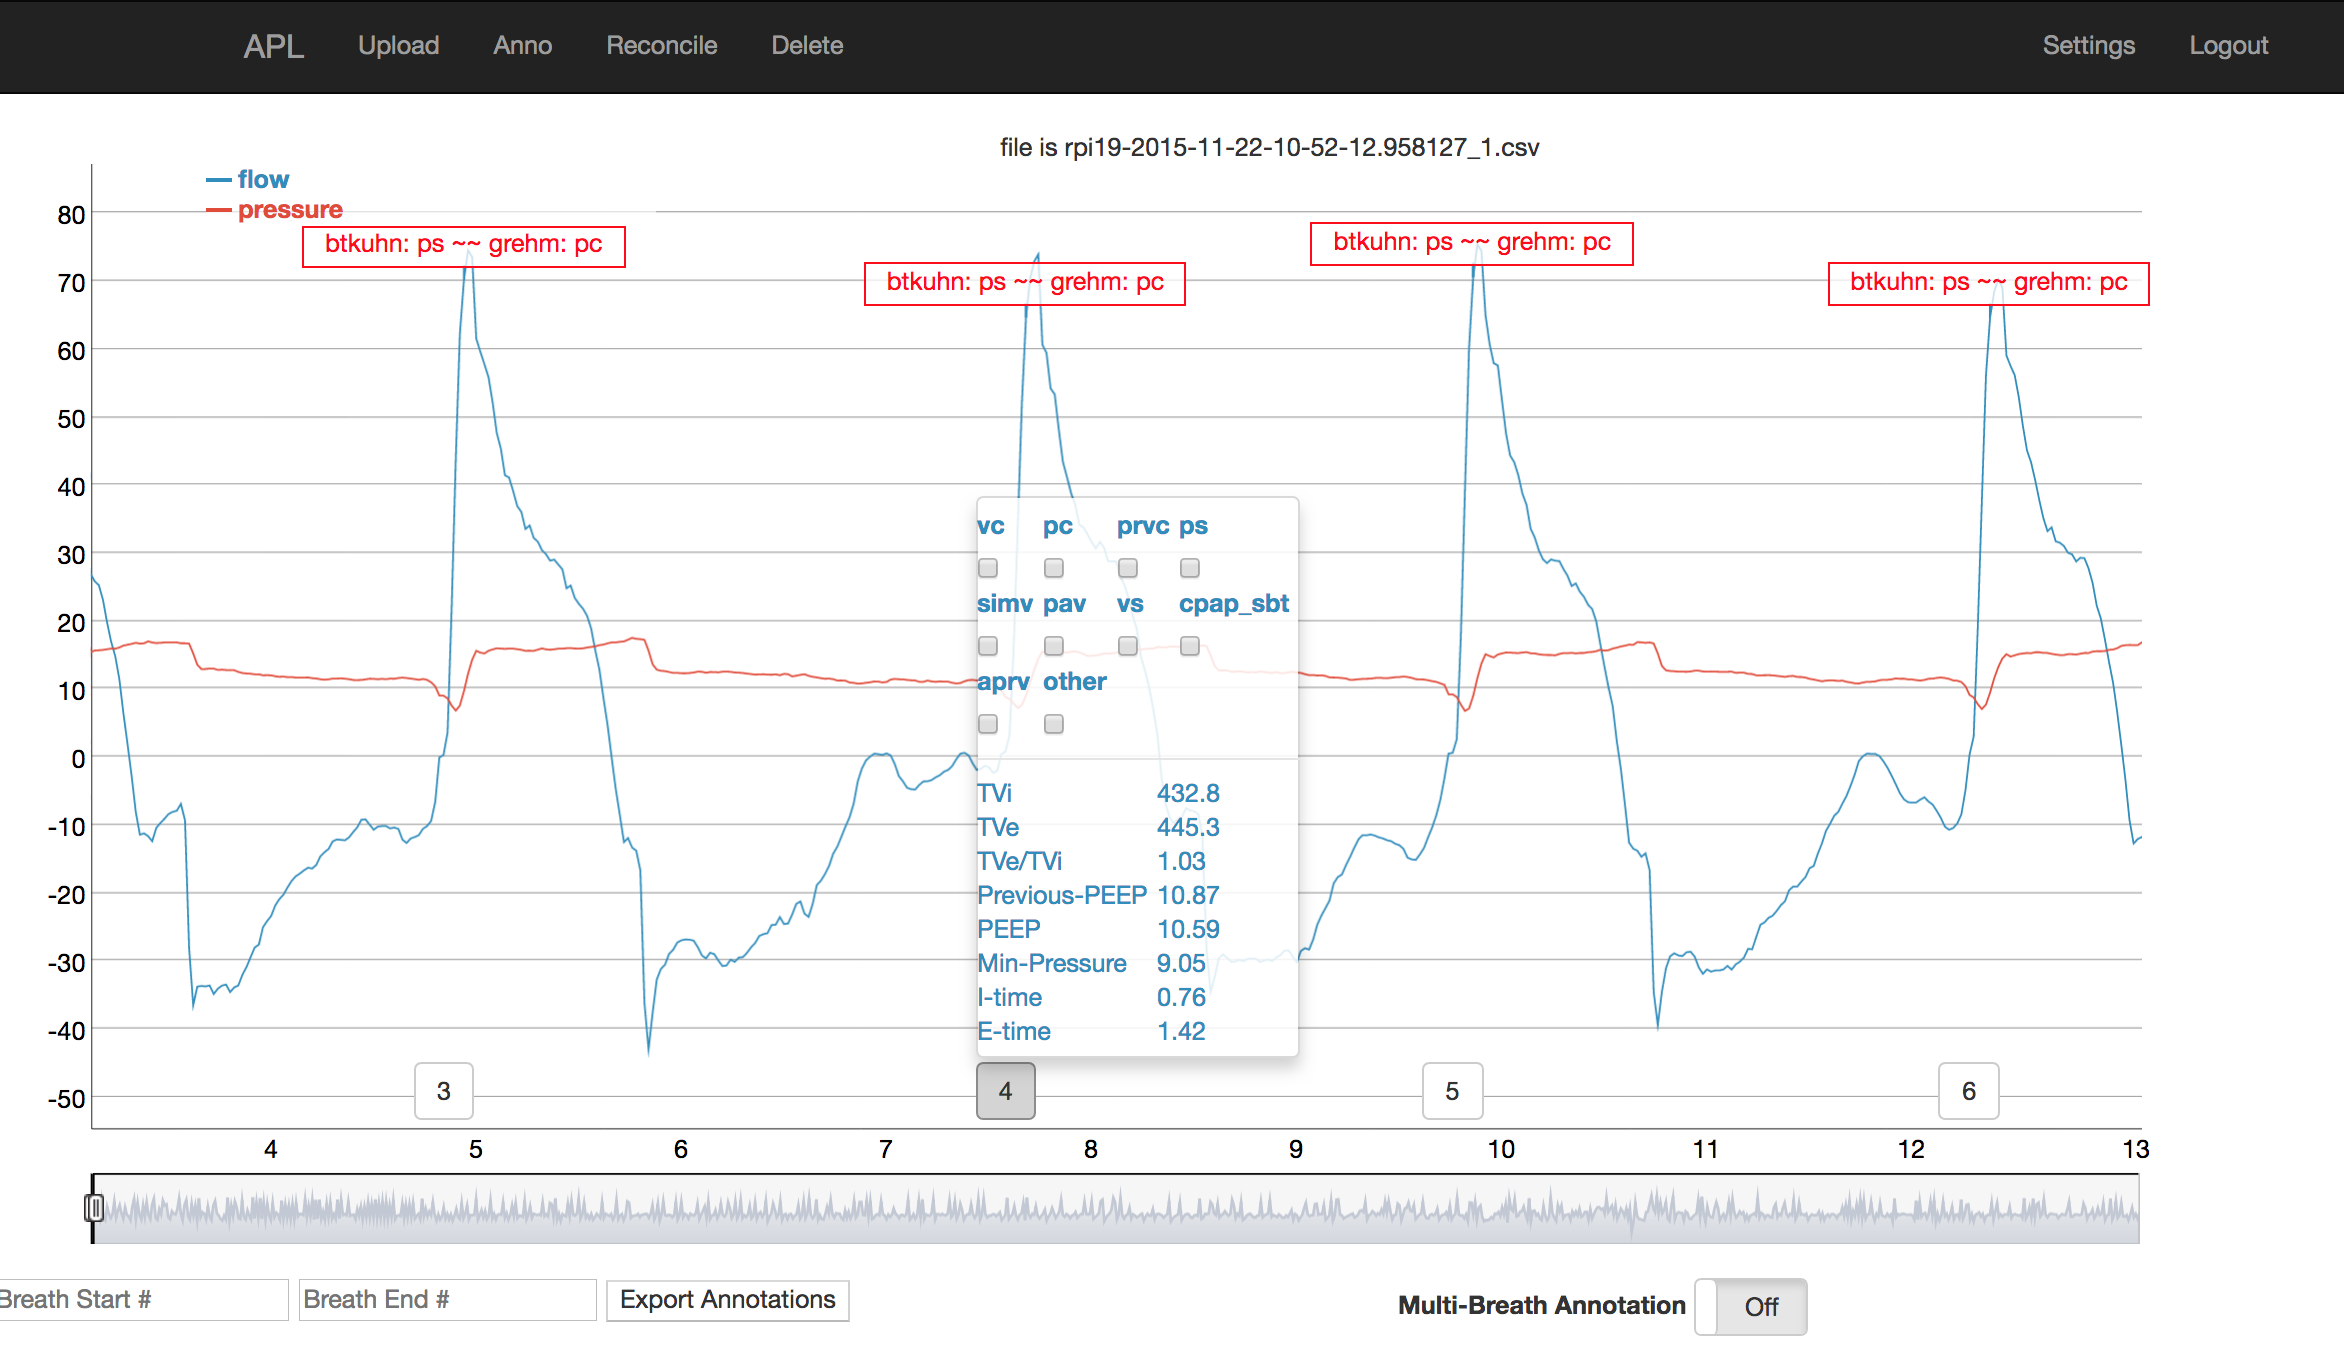 APL Upload Anno Reconcile Delete Settings Logout
file is rpi19-2015-11-22-10-52-12.958127_1.csv
flow
pressure
80
btkuhn: ps ~~ grehm: pc
btkuhn: ps ~~ grehm: pc
btkuhn: ps ~~ grehm: pc
btkuhn: ps ~~ grehm: pc
70
60
50
40
30
20
10
0
-10
-20
-30
-40
-50
vc pc prvc ps
simv pav vs cpap_sbt
aprv other
TVi 432.8
TVe 445.3
TVe/TVi 1.03
Previous-PEEP 10.87
PEEP 10.59
Min-Pressure 9.05
I-time 0.76
E-time 1.42
3 4 5 6
4 5 6 7 8 9 10 11 12 13
Breath Start # Breath End # Export Annotations Multi-Breath Annotation Off